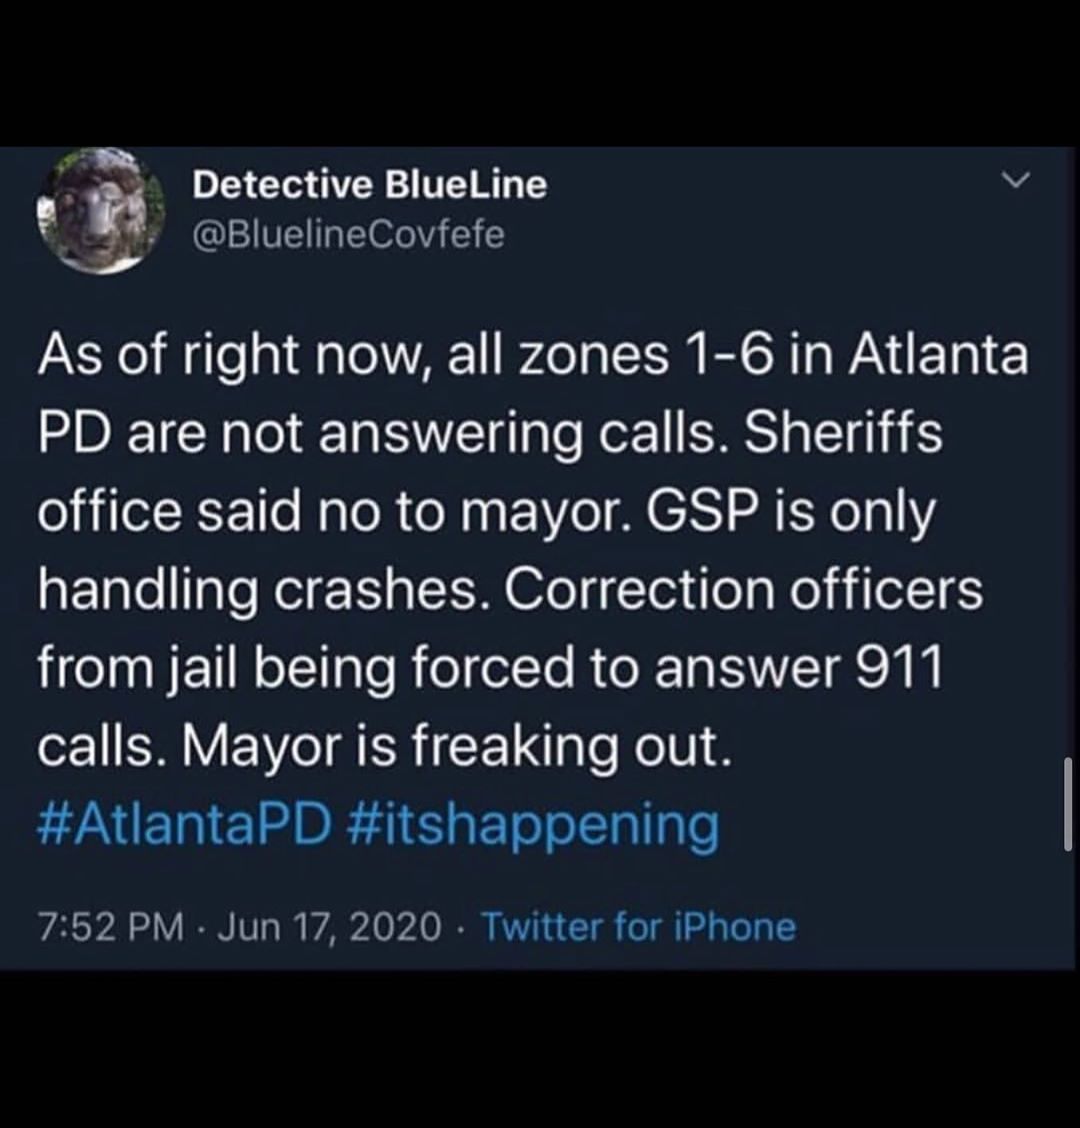 Detective BlueLine
@BluelineCovfefe
As of right now, all zones 1-6 in Atlanta
PD are not answering calls. Sheriffs
office said no to mayor. GSP is only
handling crashes. Correction officers
from jail being forced to answer 911
calls. Mayor is freaking out.
#AtlantaPD #itshappening
7:52 PM · Jun 17, 2020 · Twitter for iPhone